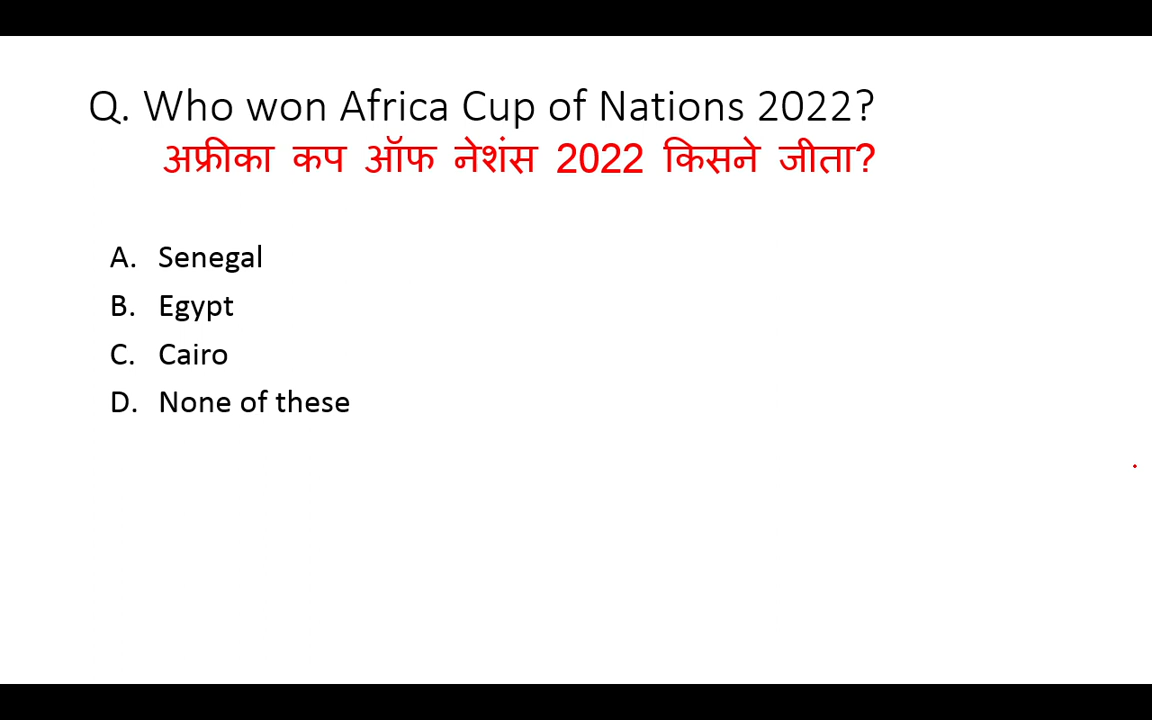 Q. Who won Africa Cup of Nations 2022?
अफ्रीका कप ऑफ नेशंस 2022 किसने जीता?
A. Senegal
B. Egypt
C. Cairo
D. None of these